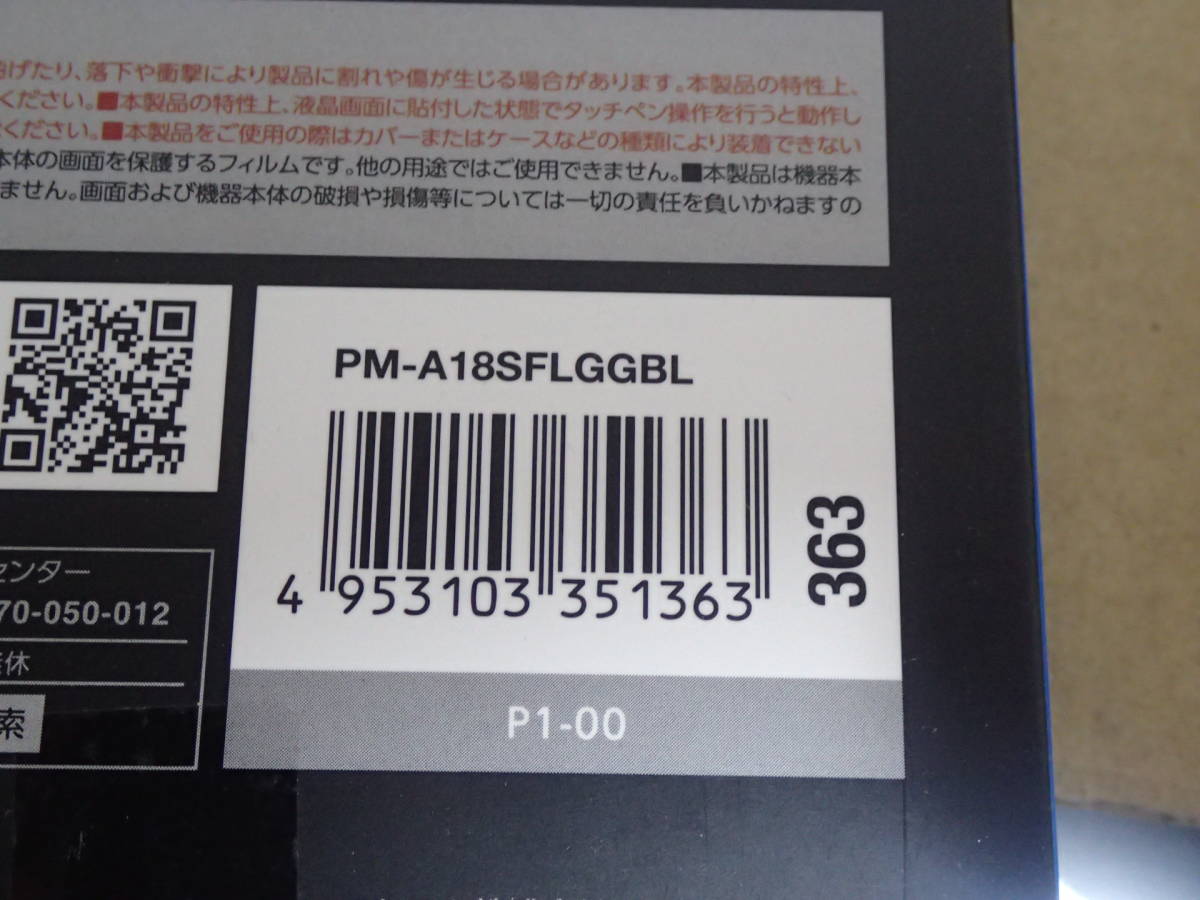 げたり、落下や衝撃により製品に割れや傷が生じる場合があります。本製品の特性上、
ください。■本製品の特性上、液晶画面に貼付した状態でタッチペン操作を行うと動作し
ください。■本製品をご使用の際はカバーまたはケースなどの種類により装着できない
本体の画面を保護するフィルムです。他の用途ではご使用できません。■本製品は機器本
ません。画面および機器本体の破損や損傷等については一切の責任を負いかねますの
PM-A18SFLGGBL
4 953103 351363
363
P1-00
センター
70-050-012
休
索